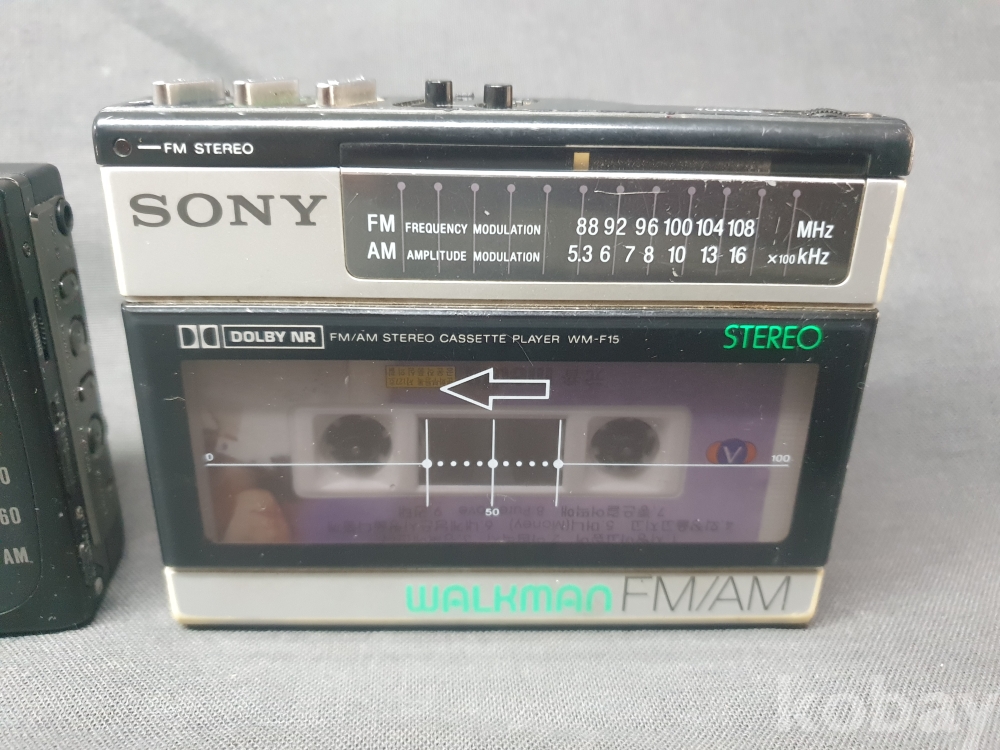 FM STEREO
SONY
FM FREQUENCY MODULATION 88 92 96 100 104 108 MHz
AM AMPLITUDE MODULATION 5.3 6 7 8 10 13 16 ×100 kHz
DOLBY NR FM/AM STEREO CASSETTE PLAYER WM-F15
STEREO
V
0
100
50
WALKMAN FM/AM
0
60
AM
kobay